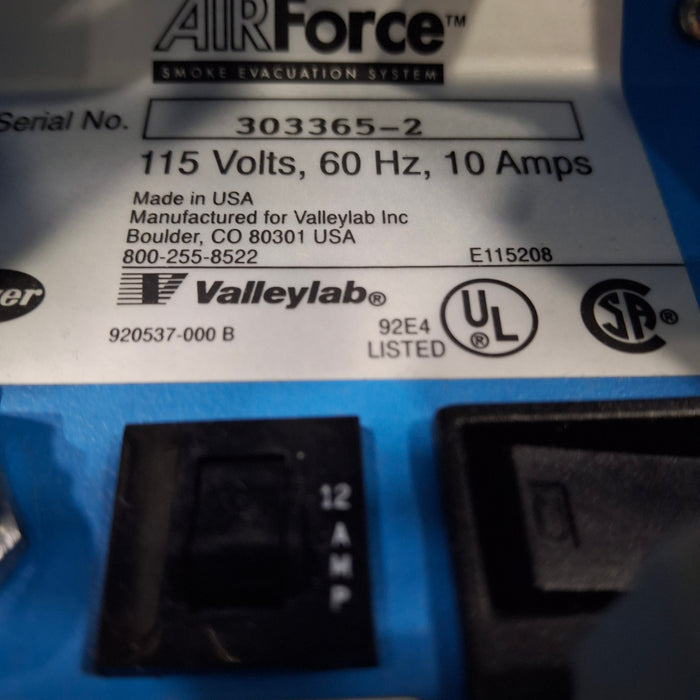 AIRForce™
SMOKE EVACUATION SYSTEM
Serial No. 303365-2
115 Volts, 60 Hz, 10 Amps
Made in USA
Manufactured for Valleylab Inc
Boulder, CO 80301 USA
800-255-8522 E115208
Valleylab®
920537-000 B
92E4
LISTED
UL®
SA®
12
AMP